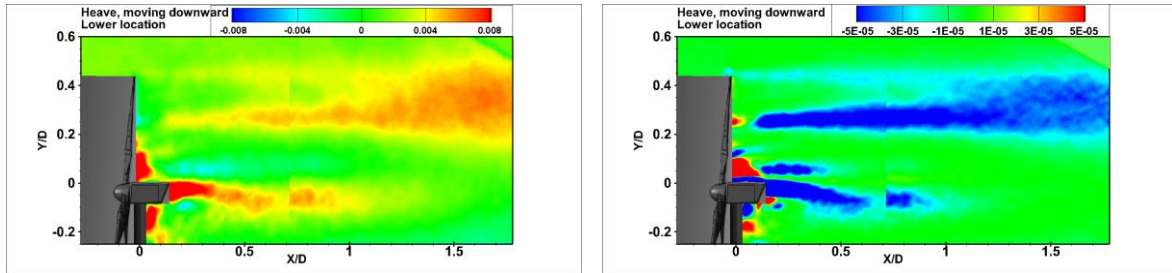 Heave, moving downward
Lower location
-0.008 -0.004 0 0.004 0.008
0.6
0.4
0.2
0
-0.2
Y/D
0 0.5 1 1.5
X/D
Heave, moving downward
Lower location
-5E-05 -3E-05 -1E-05 1E-05 3E-05 5E-05
0.6
0.4
0.2
0
-0.2
Y/D
0 0.5 1 1.5
X/D